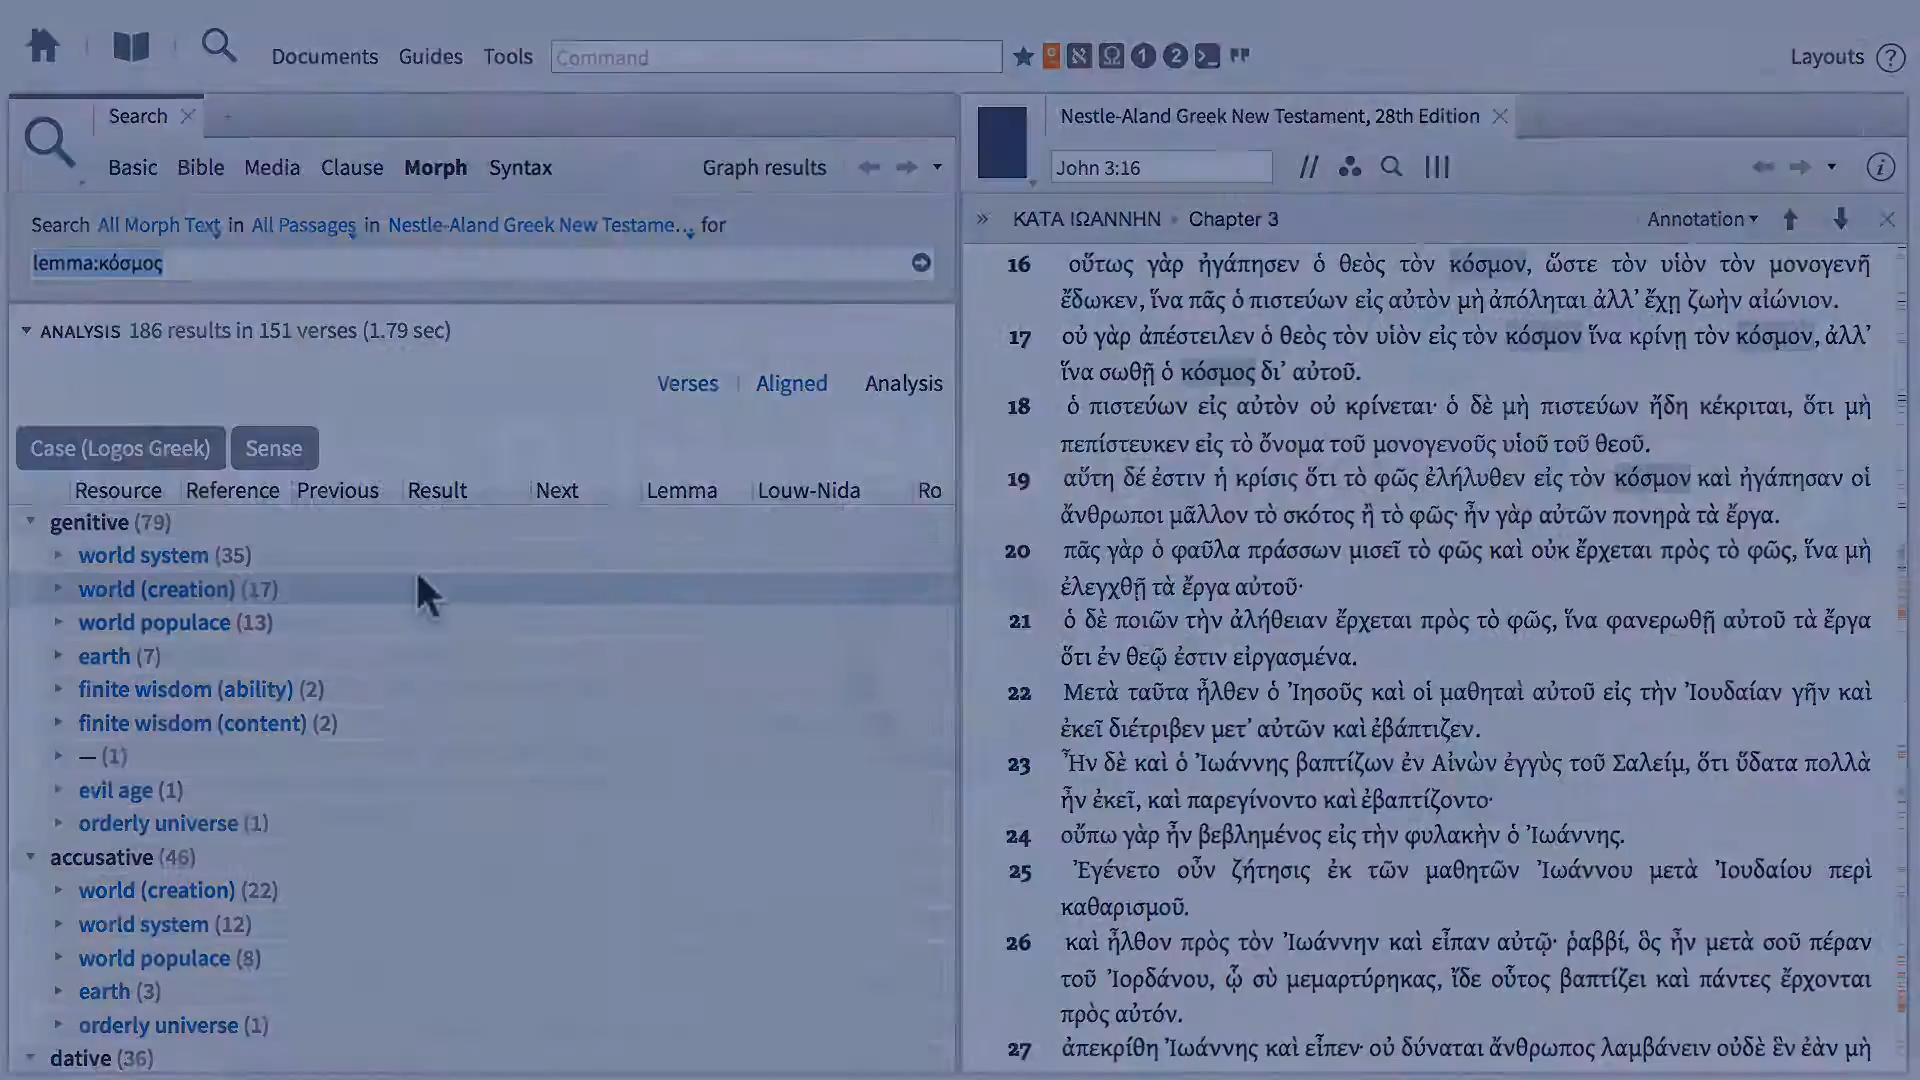 Documents Guides Tools Command Layouts
Search
Basic Bible Media Clause Morph Syntax Graph results
Search All Morph Text in All Passages in Nestle-Aland Greek New Testame... for
lemma:κόσμος
ANALYSIS 186 results in 151 verses (1.79 sec)
Verses Aligned Analysis
Case (Logos Greek) Sense
Resource Reference Previous Result Next Lemma Louw-Nida Ro
genitive (79)
world system (35)
world (creation) (17)
world populace (13)
earth (7)
finite wisdom (ability) (2)
finite wisdom (content) (2)
— (1)
evil age (1)
orderly universe (1)
accusative (46)
world (creation) (22)
world system (12)
world populace (8)
earth (3)
orderly universe (1)
dative (36)
Nestle-Aland Greek New Testament, 28th Edition
John 3:16
ΚΑΤΑ ΙΩΑΝΝΗΝ • Chapter 3 Annotation
16 οὕτως γὰρ ἠγάπησεν ὁ θεὸς τὸν κόσμον, ὥστε τὸν υἱὸν τὸν μονογενῆ
ἔδωκεν, ἵνα πᾶς ὁ πιστεύων εἰς αὐτὸν μὴ ἀπόληται ἀλλ’ ἔχῃ ζωὴν αἰώνιον.
17 οὐ γὰρ ἀπέστειλεν ὁ θεὸς τὸν υἱὸν εἰς τὸν κόσμον ἵνα κρίνῃ τὸν κόσμον, ἀλλ’
ἵνα σωθῇ ὁ κόσμος δι’ αὐτοῦ.
18 ὁ πιστεύων εἰς αὐτὸν οὐ κρίνεται· ὁ δὲ μὴ πιστεύων ἤδη κέκριται, ὅτι μὴ
πεπίστευκεν εἰς τὸ ὄνομα τοῦ μονογενοῦς υἱοῦ τοῦ θεοῦ.
19 αὕτη δέ ἐστιν ἡ κρίσις ὅτι τὸ φῶς ἐλήλυθεν εἰς τὸν κόσμον καὶ ἠγάπησαν οἱ
ἄνθρωποι μᾶλλον τὸ σκότος ἢ τὸ φῶς· ἦν γὰρ αὐτῶν πονηρὰ τὰ ἔργα.
20 πᾶς γὰρ ὁ φαῦλα πράσσων μισεῖ τὸ φῶς καὶ οὐκ ἔρχεται πρὸς τὸ φῶς, ἵνα μὴ
ἐλεγχθῇ τὰ ἔργα αὐτοῦ·
21 ὁ δὲ ποιῶν τὴν ἀλήθειαν ἔρχεται πρὸς τὸ φῶς, ἵνα φανερωθῇ αὐτοῦ τὰ ἔργα
ὅτι ἐν θεῷ ἐστιν εἰργασμένα.
22 Μετὰ ταῦτα ἦλθεν ὁ Ἰησοῦς καὶ οἱ μαθηταὶ αὐτοῦ εἰς τὴν Ἰουδαίαν γῆν καὶ
ἐκεῖ διέτριβεν μετ’ αὐτῶν καὶ ἐβάπτιζεν.
23 Ἦν δὲ καὶ ὁ Ἰωάννης βαπτίζων ἐν Αἰνὼν ἐγγὺς τοῦ Σαλείμ, ὅτι ὕδατα πολλὰ
ἦν ἐκεῖ, καὶ παρεγίνοντο καὶ ἐβαπτίζοντο·
24 οὔπω γὰρ ἦν βεβλημένος εἰς τὴν φυλακὴν ὁ Ἰωάννης.
25 Ἐγένετο οὖν ζήτησις ἐκ τῶν μαθητῶν Ἰωάννου μετὰ Ἰουδαίου περὶ
καθαρισμοῦ.
26 καὶ ἦλθον πρὸς τὸν Ἰωάννην καὶ εἶπαν αὐτῷ· ῥαββί, ὃς ἦν μετὰ σοῦ πέραν
τοῦ Ἰορδάνου, ᾧ σὺ μεμαρτύρηκας, ἴδε οὗτος βαπτίζει καὶ πάντες ἔρχονται
πρὸς αὐτόν.
27 ἀπεκρίθη Ἰωάννης καὶ εἶπεν· οὐ δύναται ἄνθρωπος λαμβάνειν οὐδὲ ἓν ἐὰν μὴ